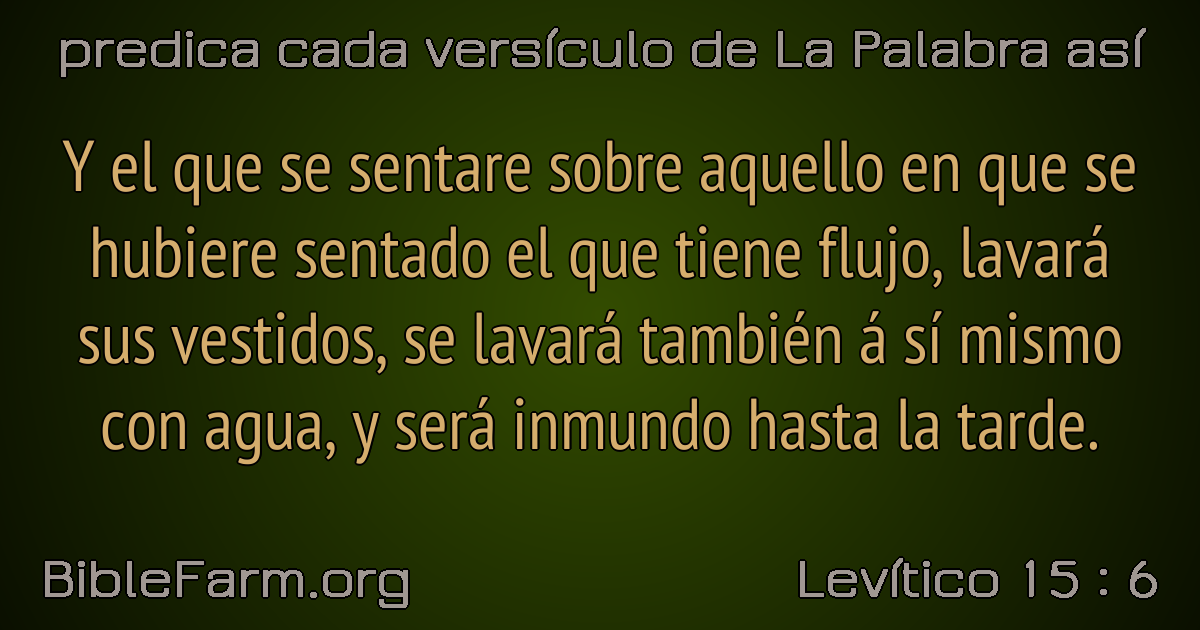 predica cada versículo de La Palabra así
Y el que se sentare sobre aquello en que se
hubiere sentado el que tiene flujo, lavará
sus vestidos, se lavará también á sí mismo
con agua, y será inmundo hasta la tarde.
BibleFarm.org
Levítico 15 : 6